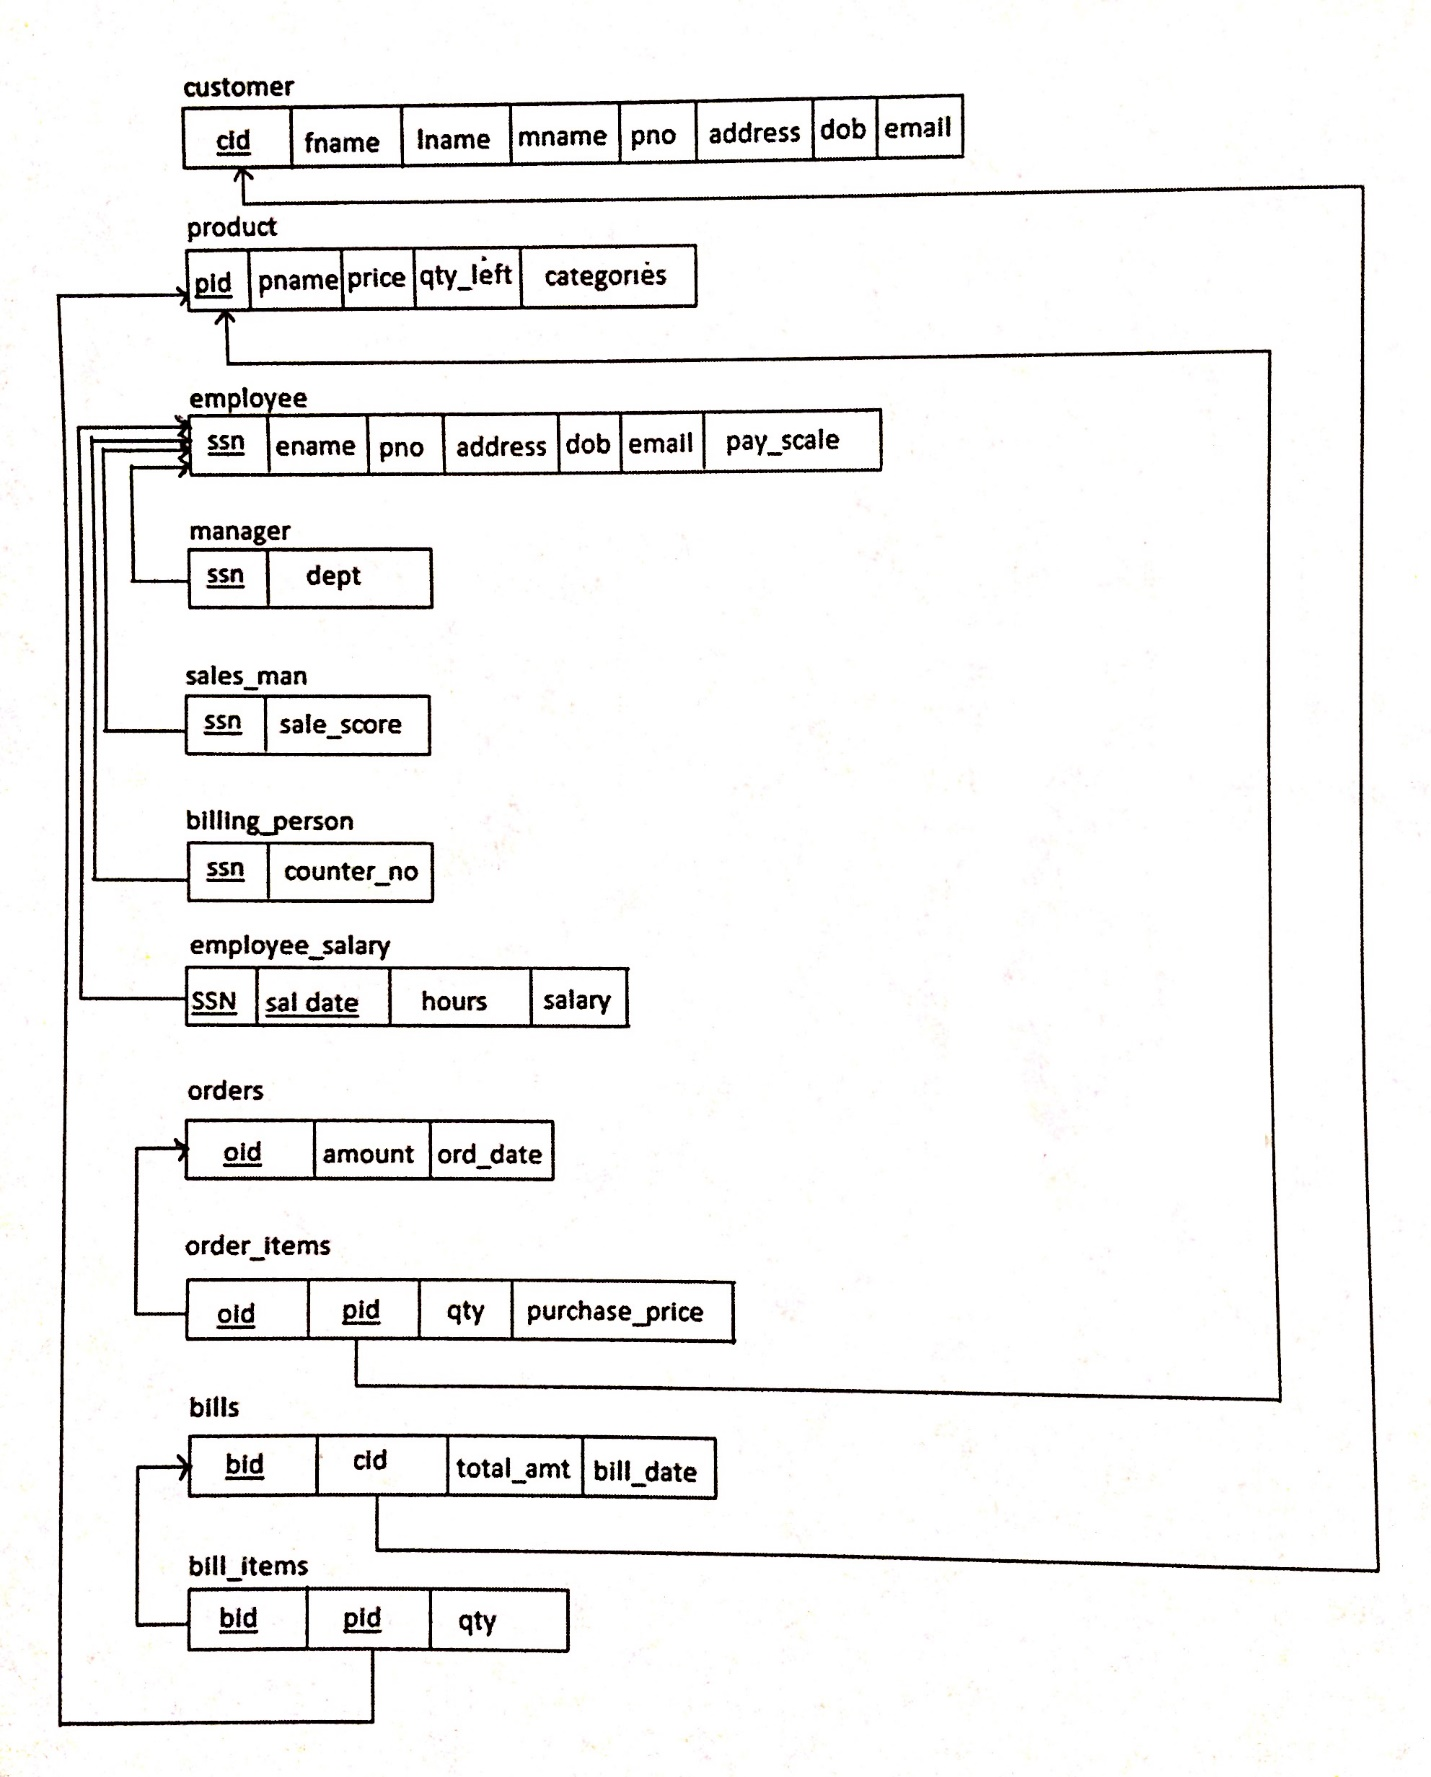 customer
cid fname lname mname pno address dob email
product
pid pname price qty_left categories
employee
ssn ename pno address dob email pay_scale
manager
ssn dept
sales_man
ssn sale_score
billing_person
ssn counter_no
employee_salary
SSN sal date hours salary
orders
oid amount ord_date
order_items
oid pid qty purchase_price
bills
bid cid total_amt bill_date
bill_items
bid pid qty